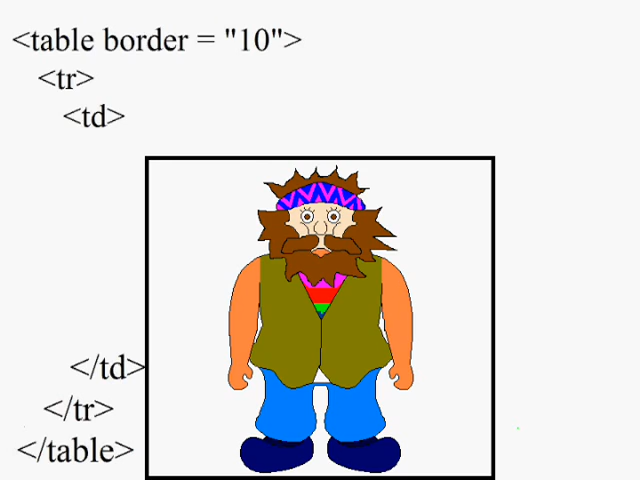 <table border = "10">
<tr>
<td>
</td>
</tr>
</table>